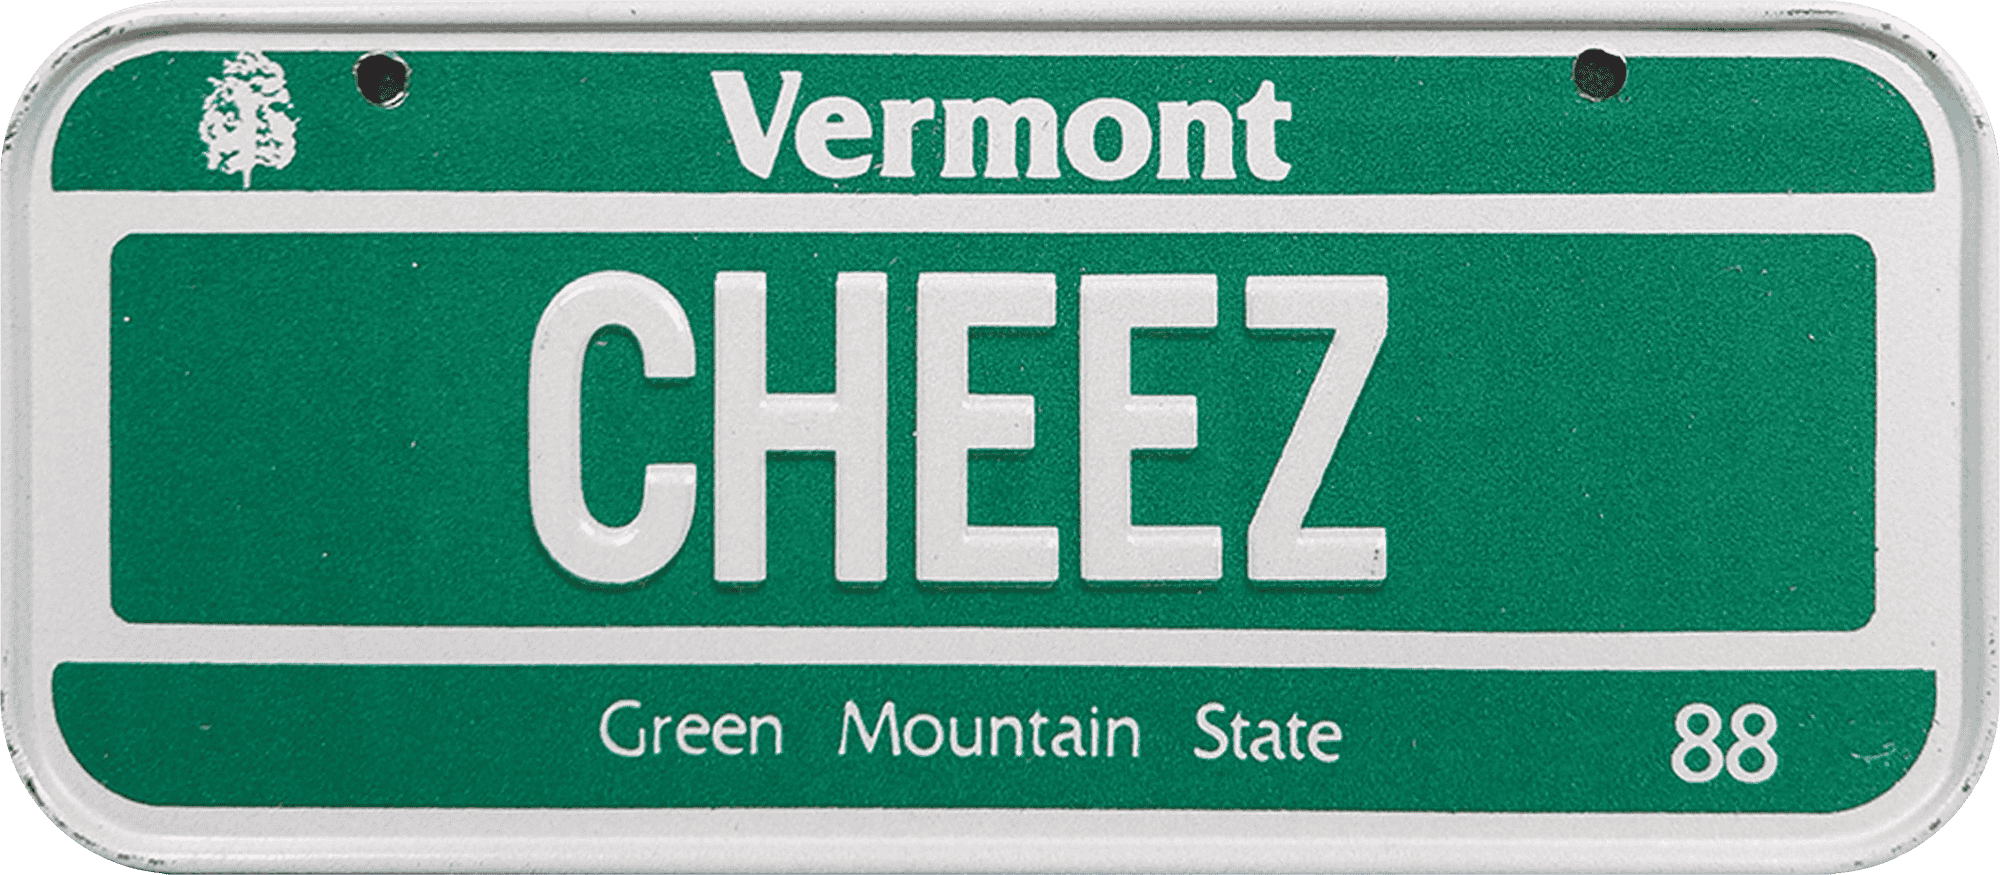 Vermont
CHEEZ
Green Mountain State 88